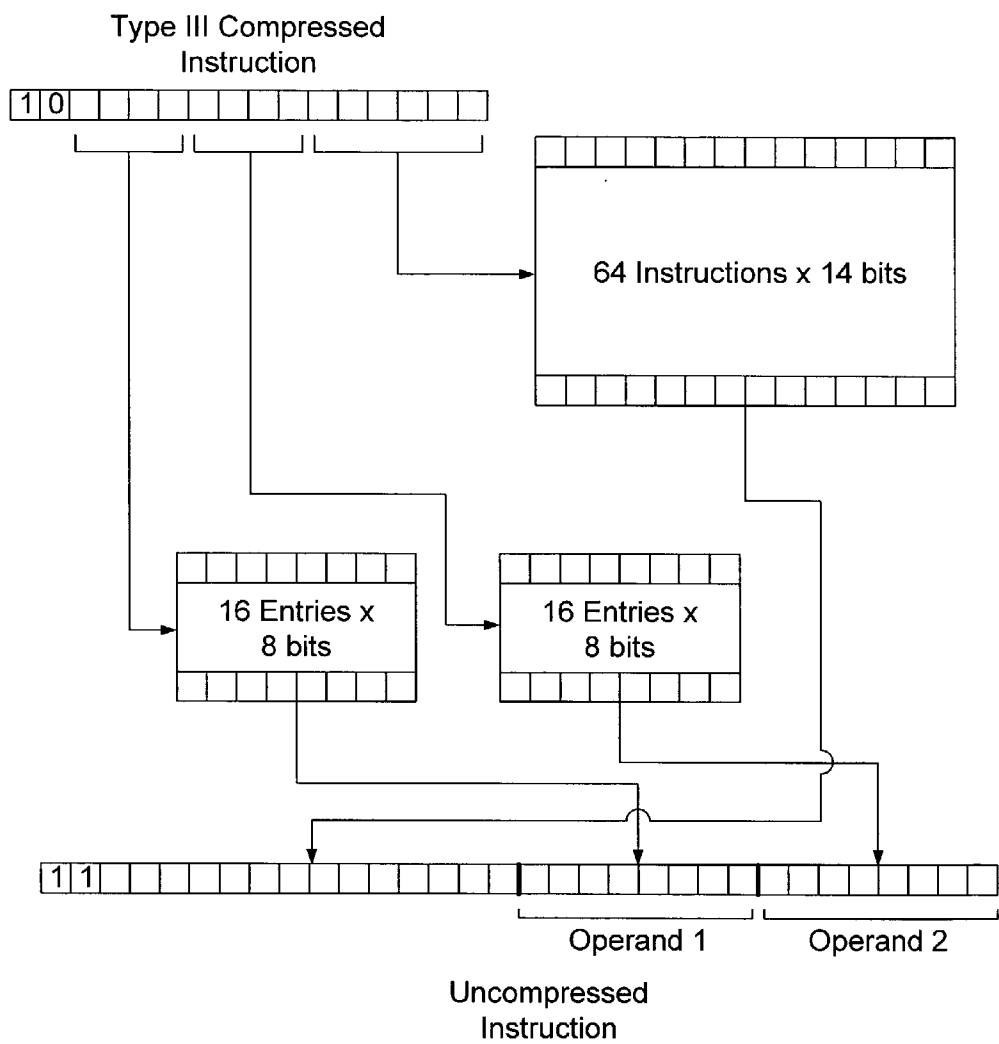 Type III Compressed
Instruction
1 0
64 Instructions x 14 bits
16 Entries x
8 bits
16 Entries x
8 bits
1 1
Operand 1
Operand 2
Uncompressed
Instruction